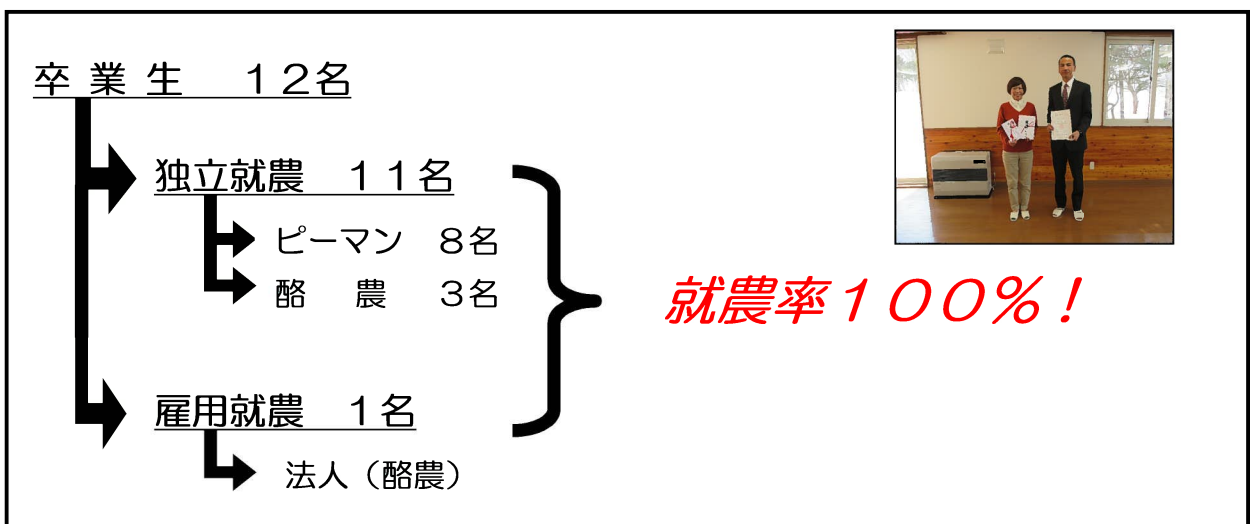 卒 業 生　１２名
独立就農　１１名
ピーマン　８名
酪　農　３名
就農率１００％！
雇用就農　１名
法人（酪農）